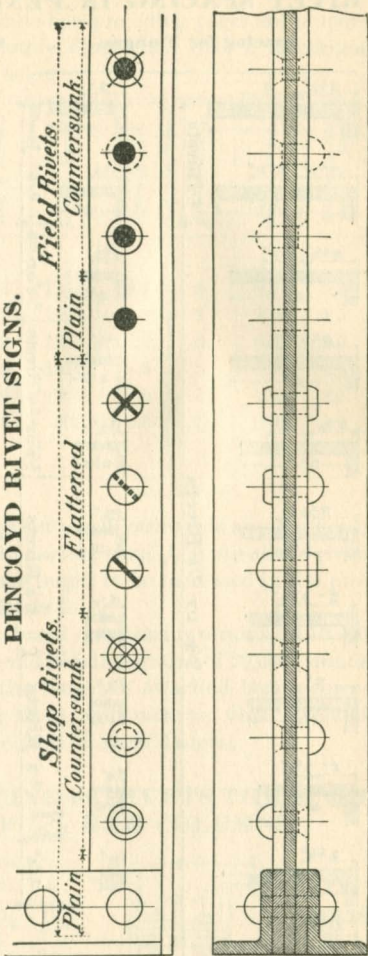 PENCOYD RIVET SIGNS.
Shop Rivets. Field Rivets.
Plain Countersunk Flattened Plain Countersunk.